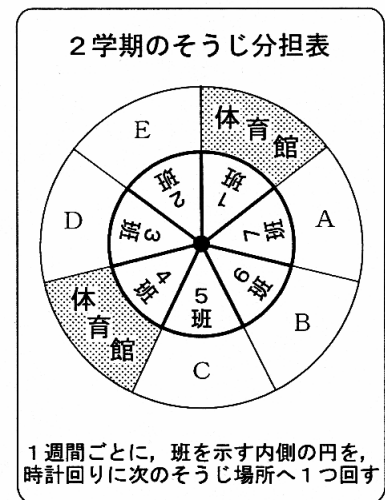 2学期のそうじ分担表
体育館
E
A
D
B
体育館
C
1班
2班
7班
3班
6班
4班
5班
1週間ごとに,班を示す内側の円を,
時計回りに次のそうじ場所へ1つ回す